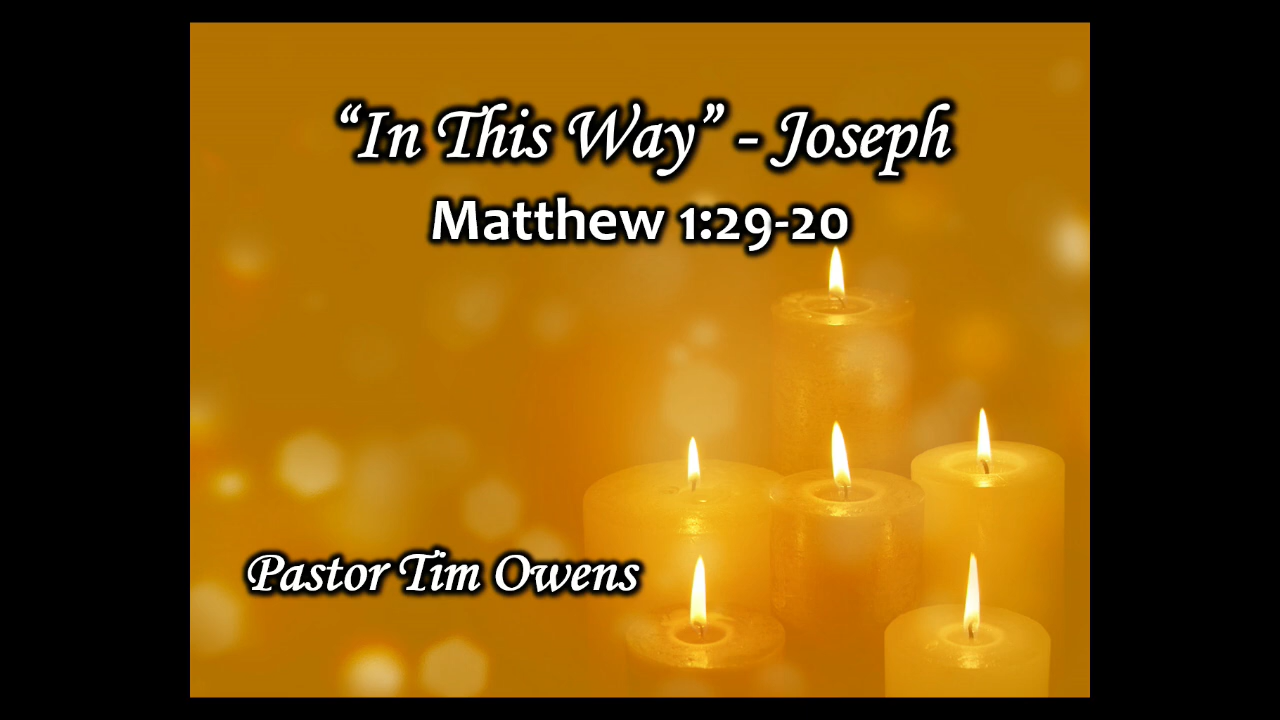 “In This Way” - Joseph
Matthew 1:29-20
Pastor Tim Owens